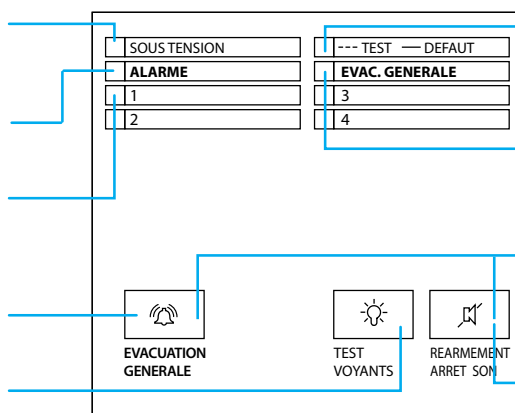 SOUS TENSION
--- TEST — DEFAUT
ALARME
EVAC. GENERALE
1
3
2
4
EVACUATION
GENERALE
TEST
VOYANTS
REARMEMENT
ARRET SON